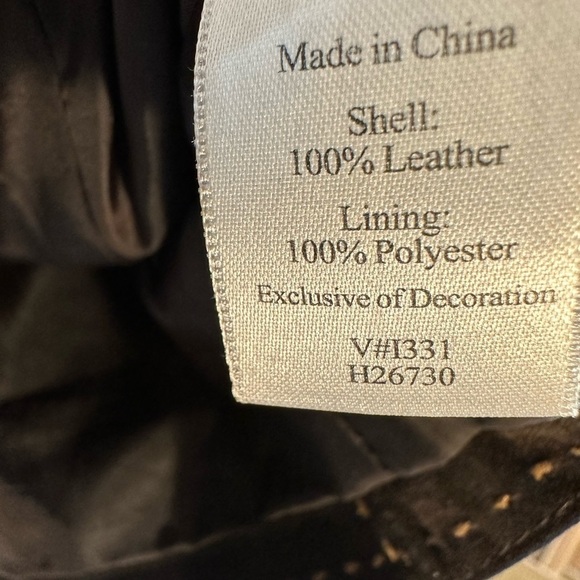 Made in China
Shell:
100% Leather
Lining:
100% Polyester
Exclusive of Decoration
V#I331
H26730